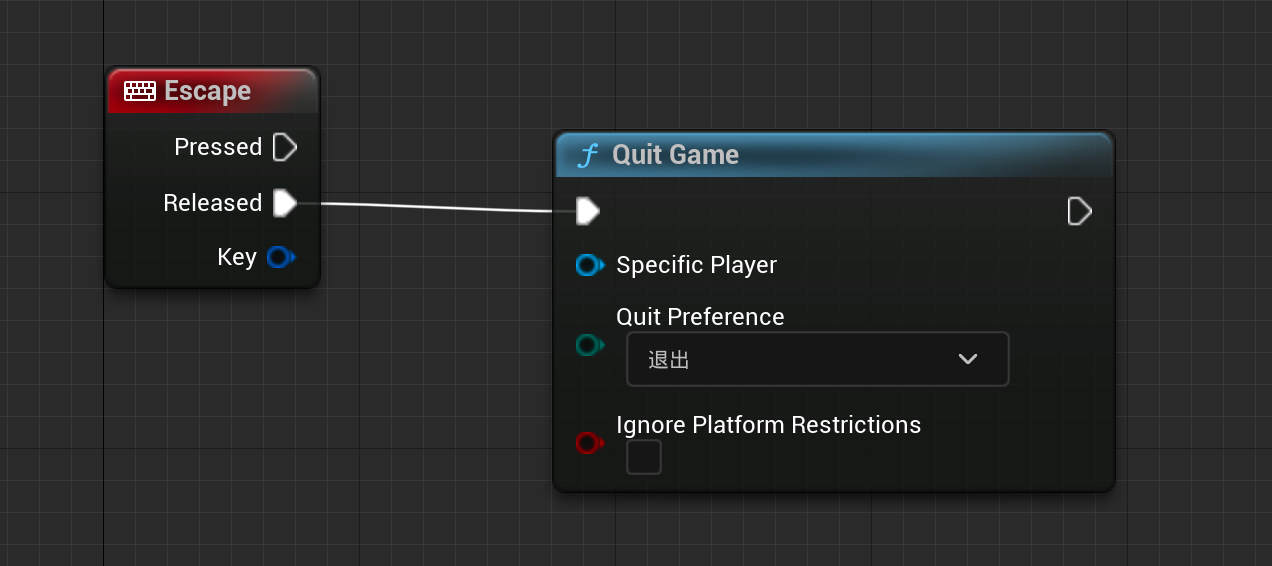 Escape
Pressed
Released
Key
Quit Game
Specific Player
Quit Preference
退出
Ignore Platform Restrictions